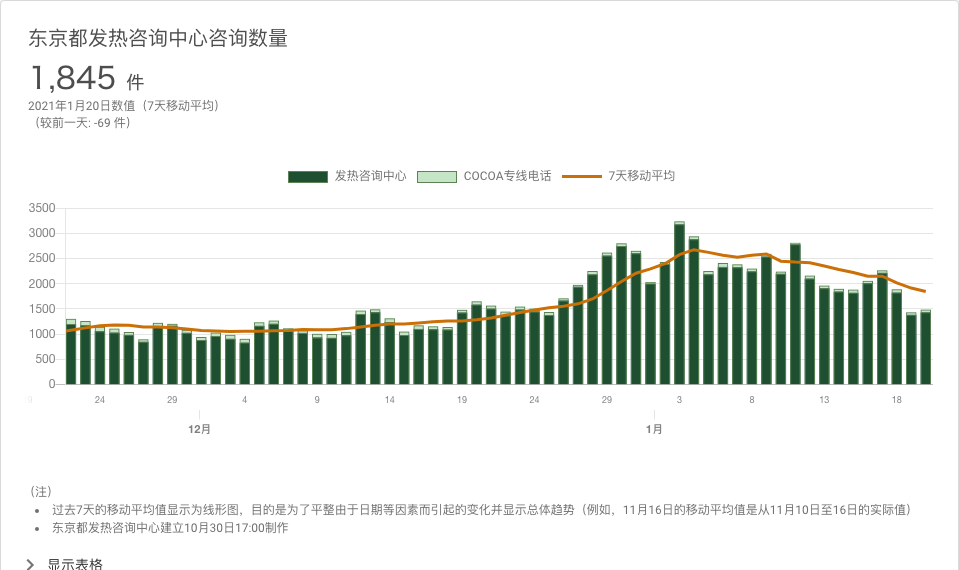 东京都发热咨询中心咨询数量
1,845 件
2021年1月20日数值（7天移动平均）
（较前一天: -69 件）
发热咨询中心 COCOA专线电话 7天移动平均
3500
3000
2500
2000
1500
1000
500
0
24 29 4 9 14 19 24 29 3 8 13 18
12月 1月
（注）
• 过去7天的移动平均值显示为线形图，目的是为了平整由于日期等因素而引起的变化并显示总体趋势（例如，11月16日的移动平均值是从11月10日至16日的实际值）
• 东京都发热咨询中心建立10月30日17:00制作
显示表格